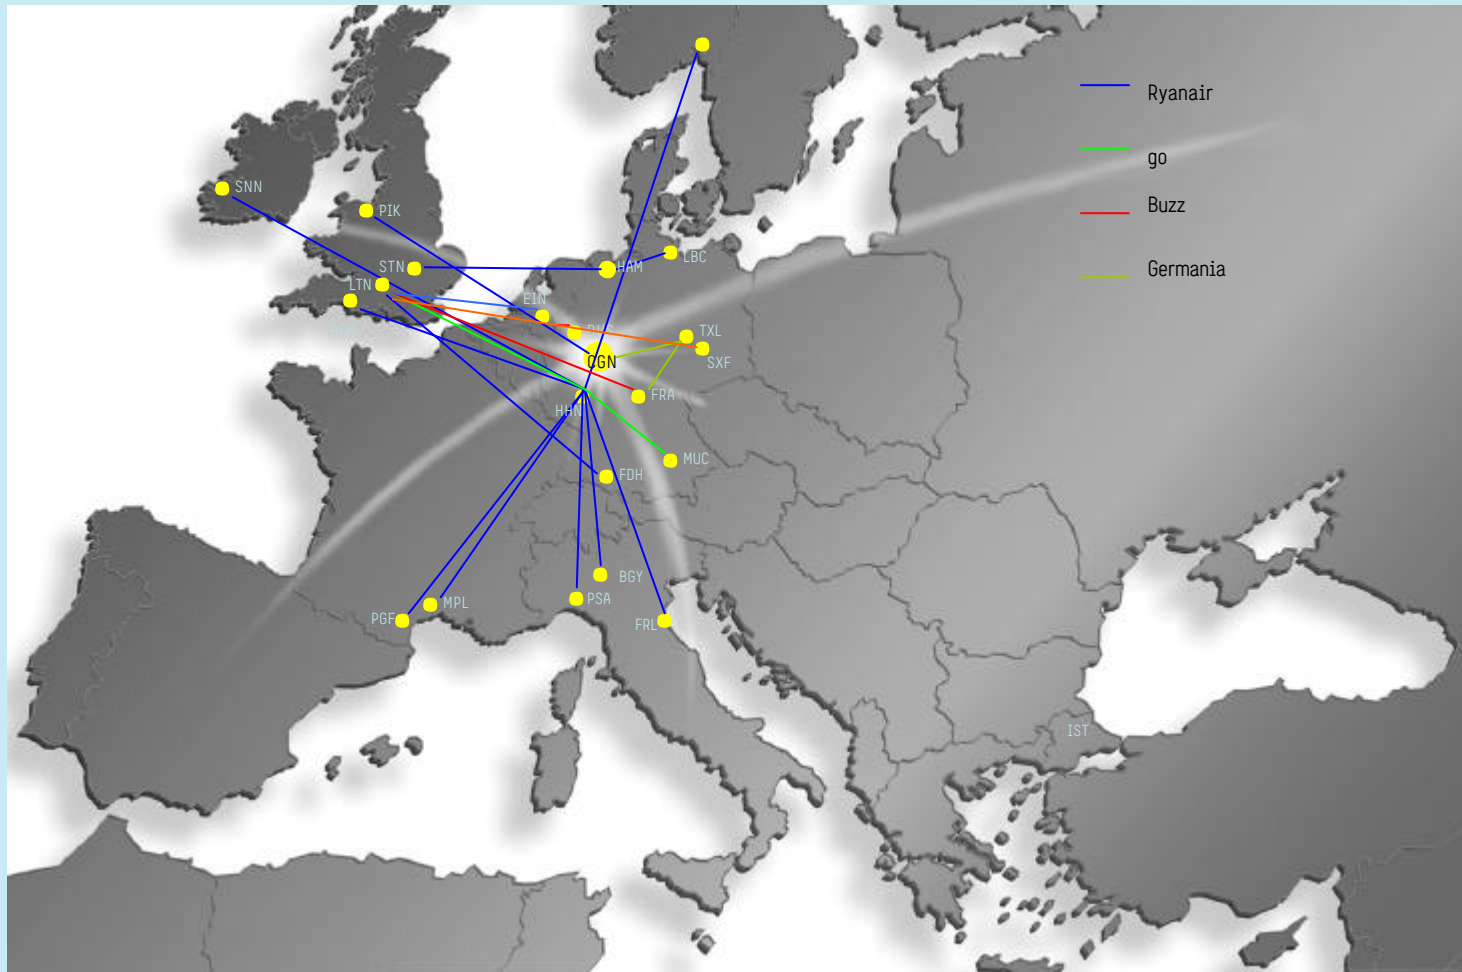 Ryanair
go
SNN
Buzz
PIK
LBC
STN
HAM
Germania
LTN
EIN
DUS
TXL
CGN
SXF
FRA
HHN
MUC
FDH
BGY
PSA
MPL
PGF
FRL
IST